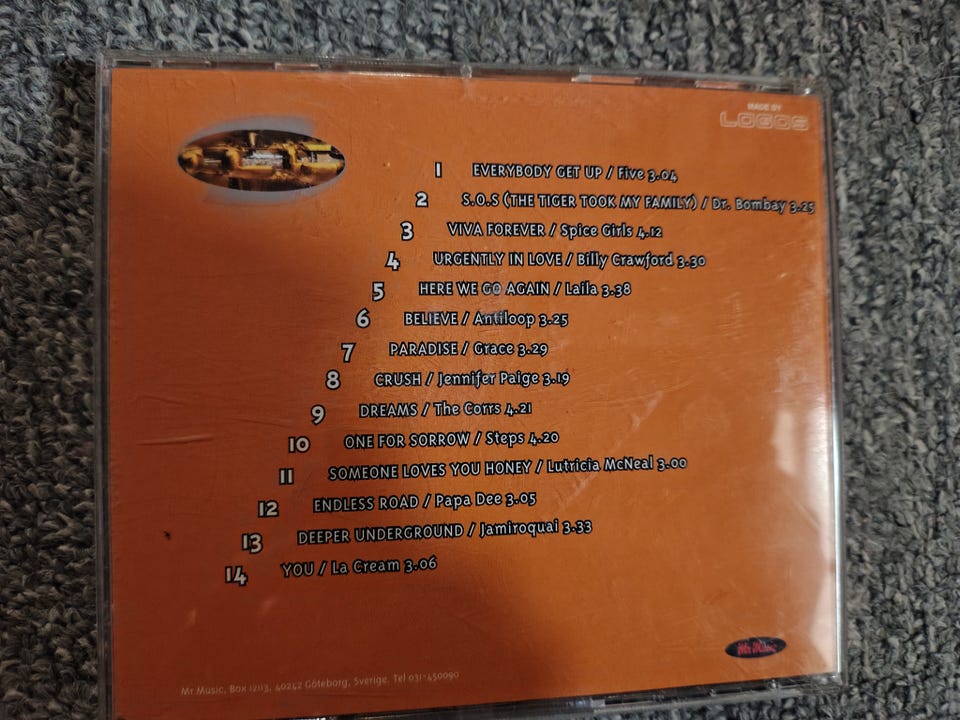 MADE BY
LOGOS
1 EVERYBODY GET UP / Five 3.04
2 S.O.S (THE TIGER TOOK MY FAMILY) / Dr. Bombay 3.25
3 VIVA FOREVER / Spice Girls 4.12
4 URGENTLY IN LOVE / Billy Crawford 3.30
5 HERE WE GO AGAIN / Laila 3.38
6 BELIEVE / Antiloop 3.25
7 PARADISE / Grace 3.29
8 CRUSH / Jennifer Paige 3.19
9 DREAMS / The Corrs 4.21
10 ONE FOR SORROW / Steps 4.20
11 SOMEONE LOVES YOU HONEY / Lutricia McNeal 3.00
12 ENDLESS ROAD / Papa Dee 3.05
13 DEEPER UNDERGROUND / Jamiroquai 3.33
14 YOU / La Cream 3.06
Mr Music
Mr Music, Box 12113, 40242 Göteborg, Sverige. Tel 031-450090